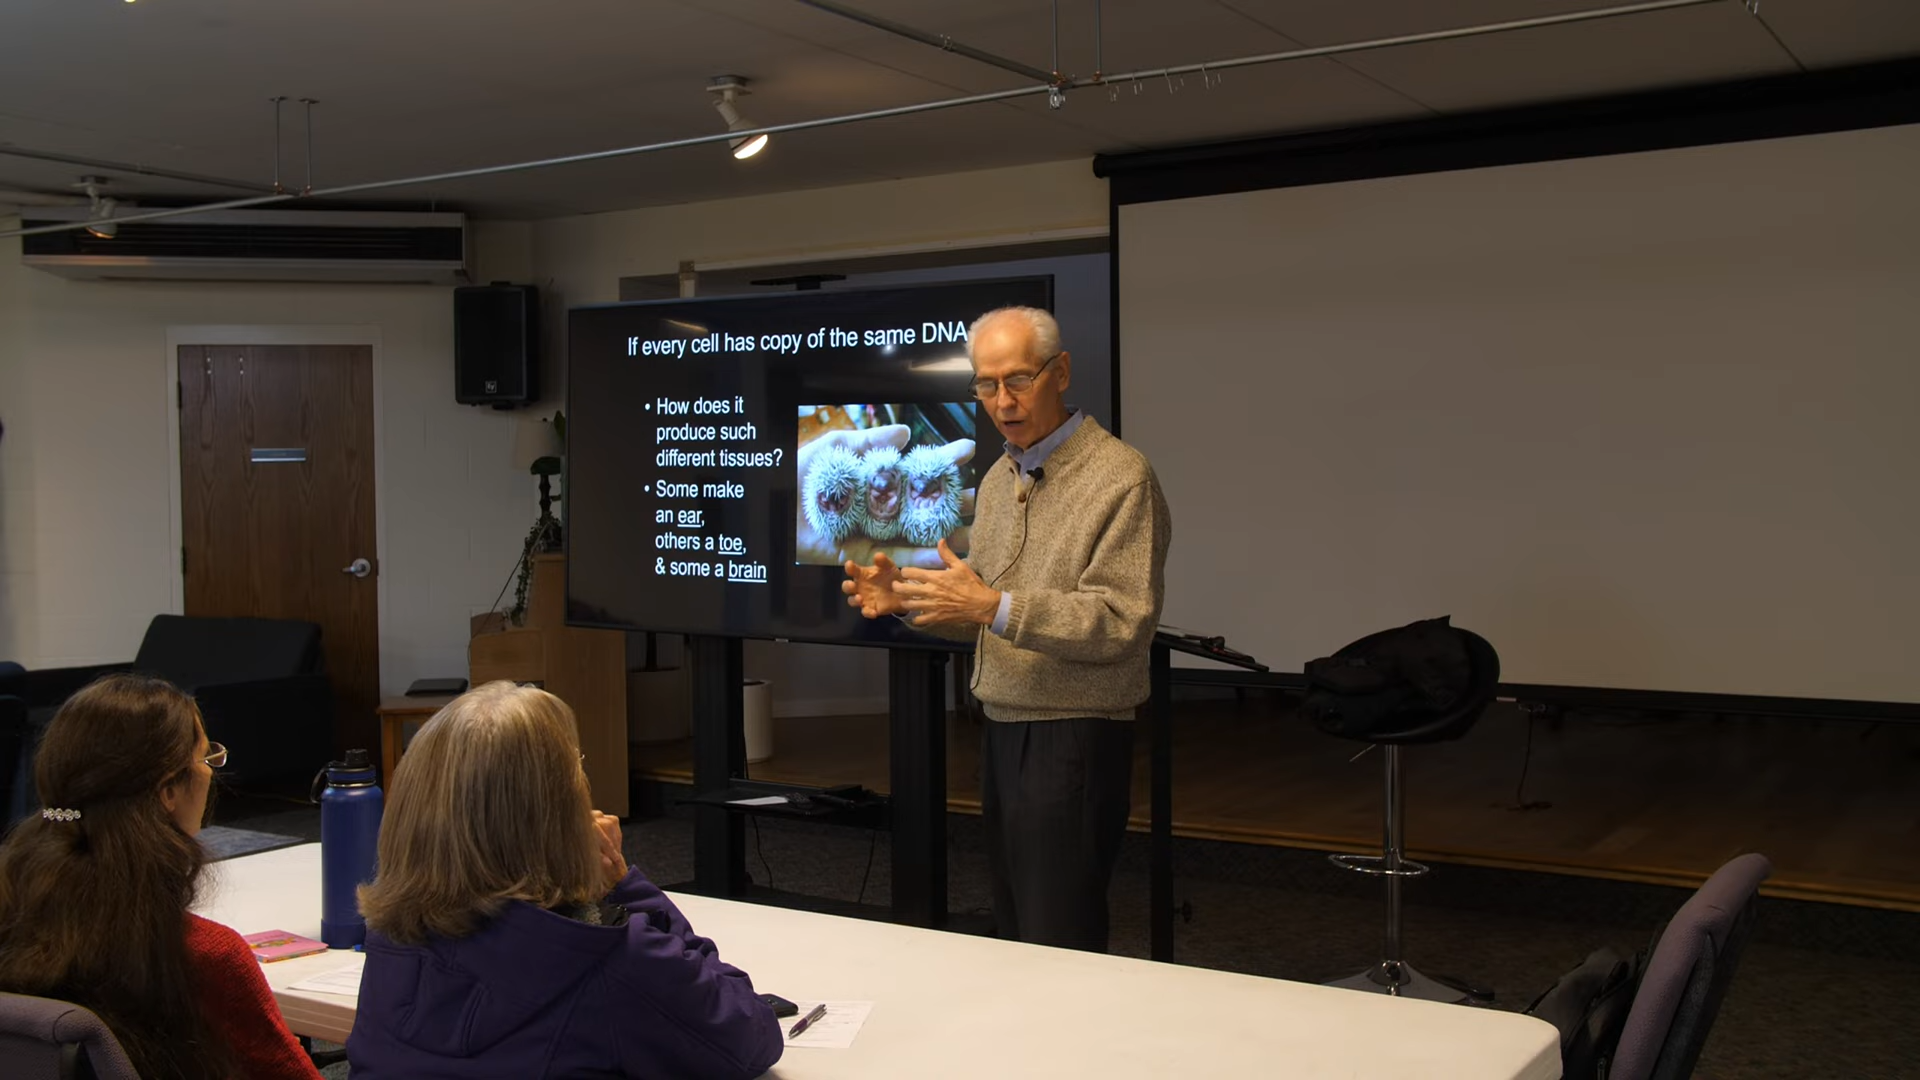 If every cell has copy of the same DNA
• How does it
produce such
different tissues?
• Some make
an ear,
others a toe,
& some a brain
EV